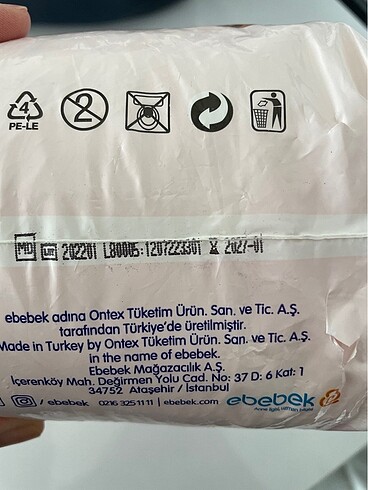 4
PE-LE
2
MD LOT 202201 L80005:1207223301 2027-01
ebebek adına Ontex Tüketim Ürün. San. ve Tic. A.Ş.
tarafından Türkiye'de üretilmiştir.
Made in Turkey by Ontex Tüketim Ürün. San. ve Tic. A.Ş.
in the name of ebebek.
Ebebek Mağazacılık A.Ş.
İçerenköy Mah. Değirmen Yolu Cad. No: 37 D: 6 Kat: 1
34752 Ataşehir / İstanbul
/ebebek 0216 325 11 11 | ebebek.com ebebek